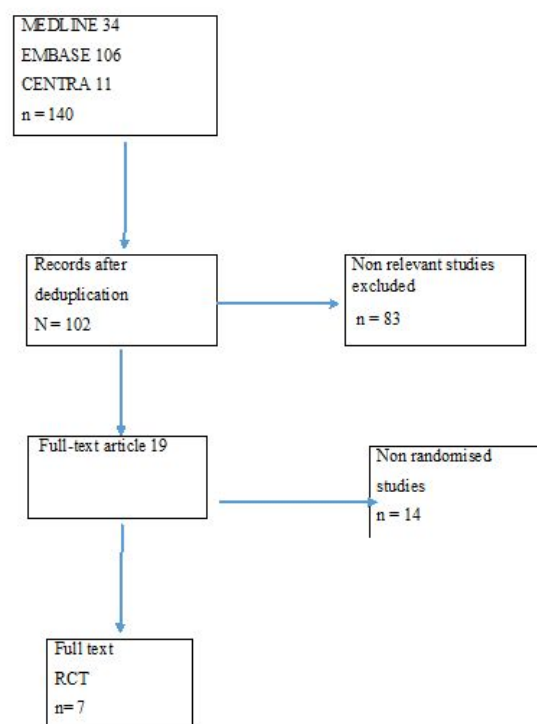 MEDLINE 34
EMBASE 106
CENTRA 11
n = 140
Records after
deduplication
N = 102
Non relevant studies
excluded
n = 83
Full-text article 19
Non randomised
studies
n = 14
Full text
RCT
n= 7